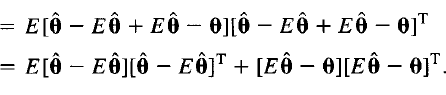 = E[θ̂ − Eθ̂ + Eθ̂ − θ][θ̂ − Eθ̂ + Eθ̂ − θ]ᵀ
= E[θ̂ − Eθ̂][θ̂ − Eθ̂]ᵀ + [Eθ̂ − θ][Eθ̂ − θ]ᵀ.